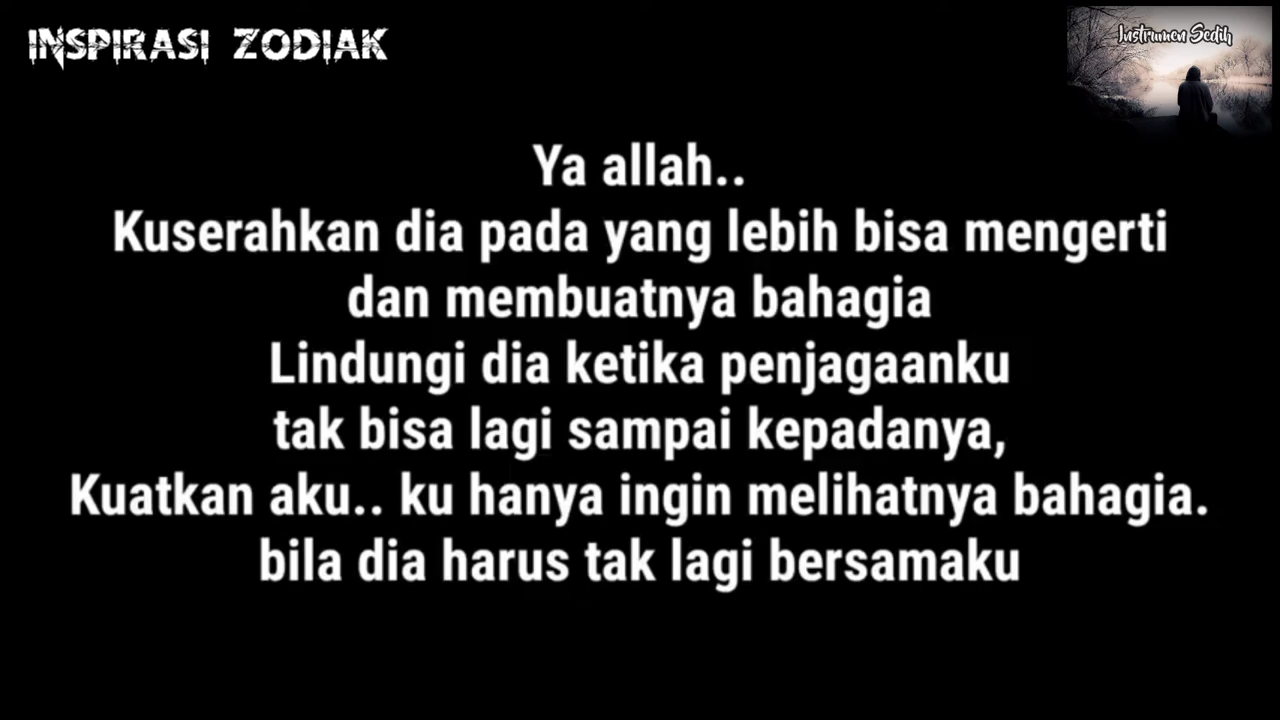 INSPIRASI ZODIAK
Instrumen Sedih
Ya allah..
Kuserahkan dia pada yang lebih bisa mengerti
dan membuatnya bahagia
Lindungi dia ketika penjagaanku
tak bisa lagi sampai kepadanya,
Kuatkan aku.. ku hanya ingin melihatnya bahagia.
bila dia harus tak lagi bersamaku